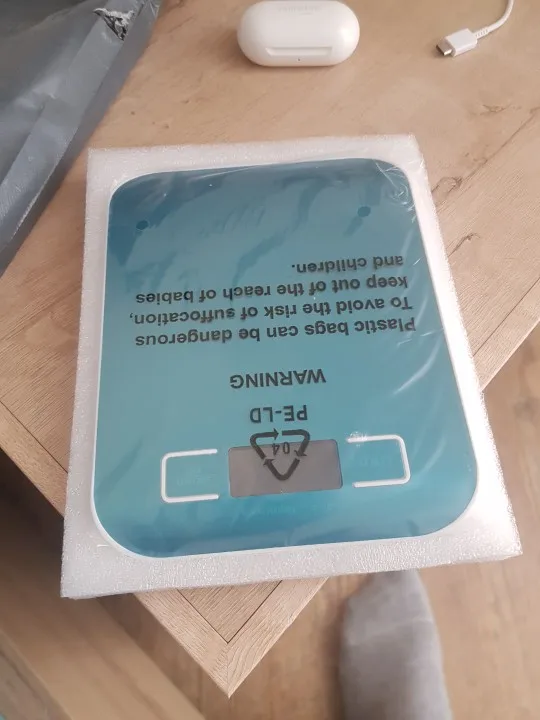 04
PE-LD
WARNING
Plastic bags can be dangerous
To avoid the risk of suffocation,
keep out of the reach of babies
and children.